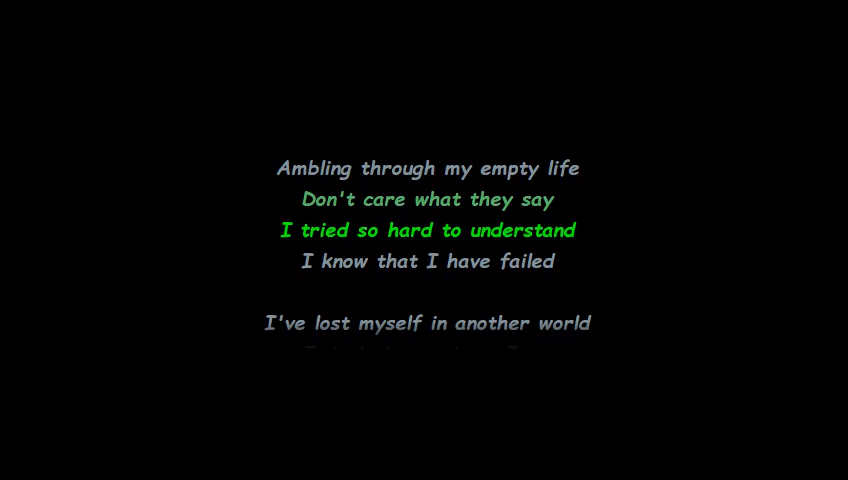 Ambling through my empty life
Don't care what they say
I tried so hard to understand
I know that I have failed
I've lost myself in another world